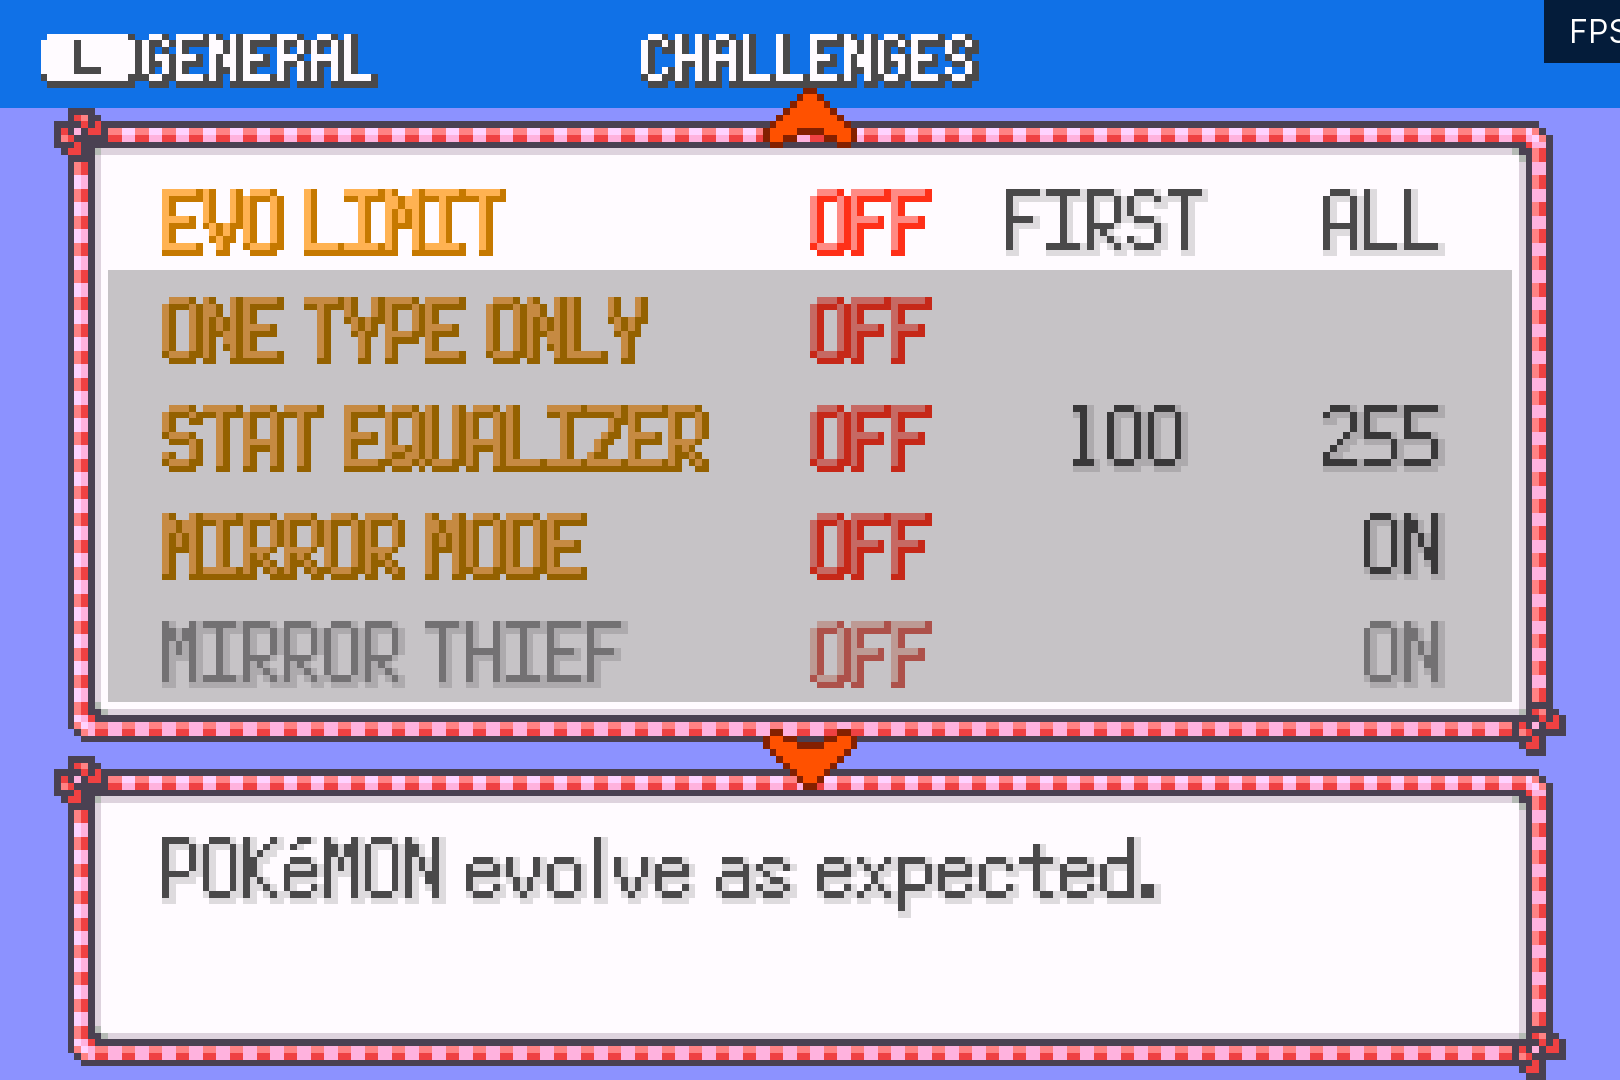 L GENERAL CHALLENGES FPS
EVO LIMIT OFF FIRST ALL
ONE TYPE ONLY OFF
STAT EQUALIZER OFF 100 255
MIRROR MODE OFF ON
MIRROR THIEF OFF ON
POKéMON evolve as expected.